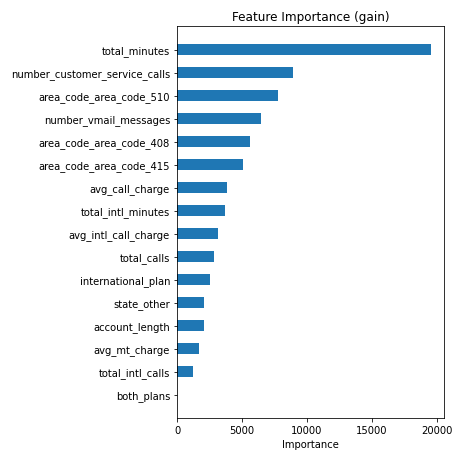 Feature Importance (gain)
total_minutes
number_customer_service_calls
area_code_area_code_510
number_vmail_messages
area_code_area_code_408
area_code_area_code_415
avg_call_charge
total_intl_minutes
avg_intl_call_charge
total_calls
international_plan
state_other
account_length
avg_mt_charge
total_intl_calls
both_plans
0 5000 10000 15000 20000
Importance